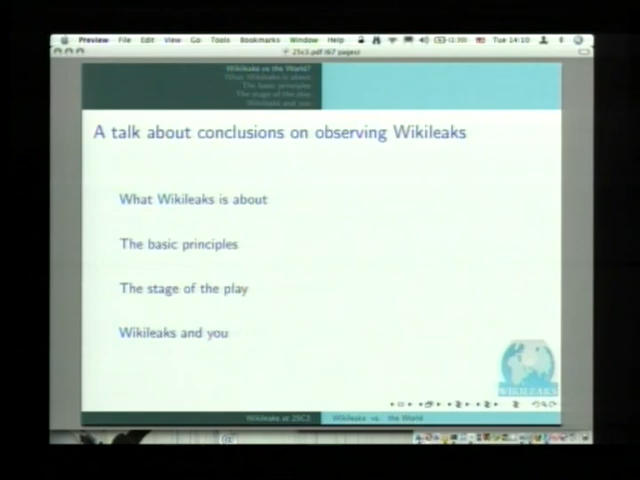 Preview File Edit View Go Tools Bookmarks Window Help (1:30) Tue 14:10
25c3.pdf (67 pages)
Wikileaks vs the World?
What Wikileaks is about
The basic principles
The stage of the play
Wikileaks and you
A talk about conclusions on observing Wikileaks
What Wikileaks is about
The basic principles
The stage of the play
Wikileaks and you
WIKILEAKS
Wikileaks at 25C3
Wikileaks vs. the World